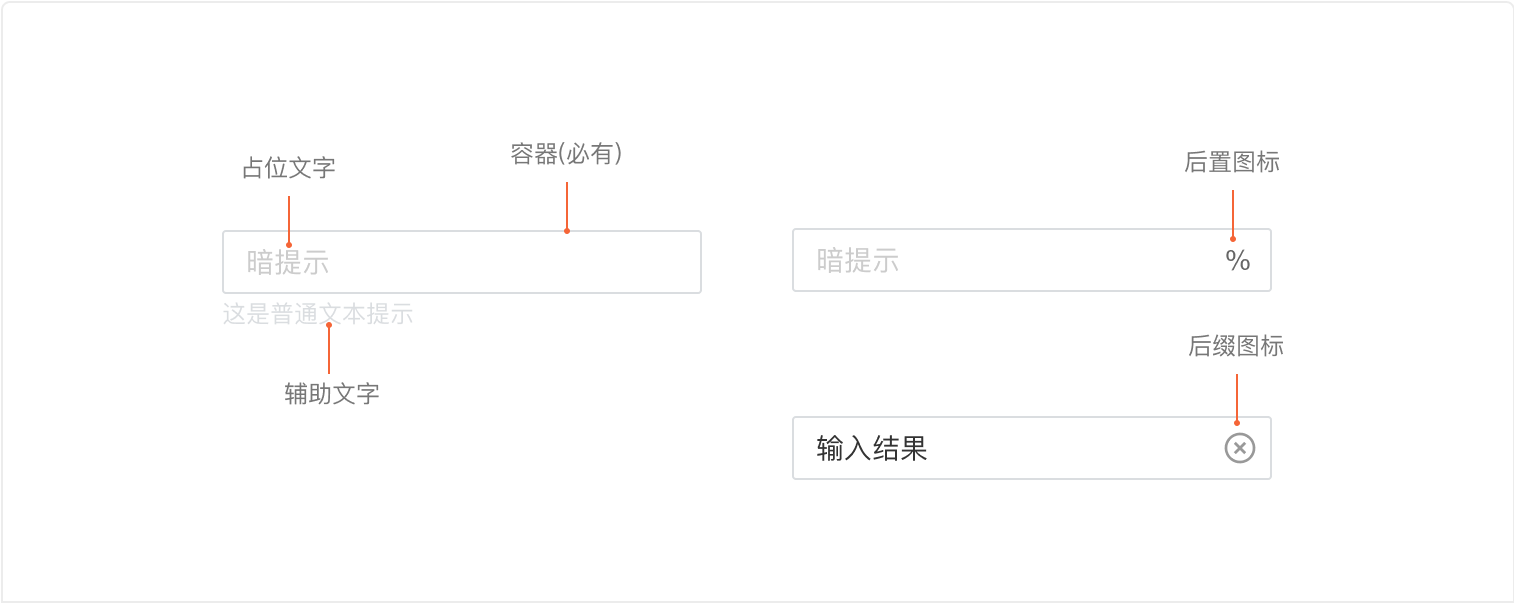 占位文字
容器(必有)
暗提示
这是普通文本提示
辅助文字
后置图标
暗提示
%
后缀图标
输入结果